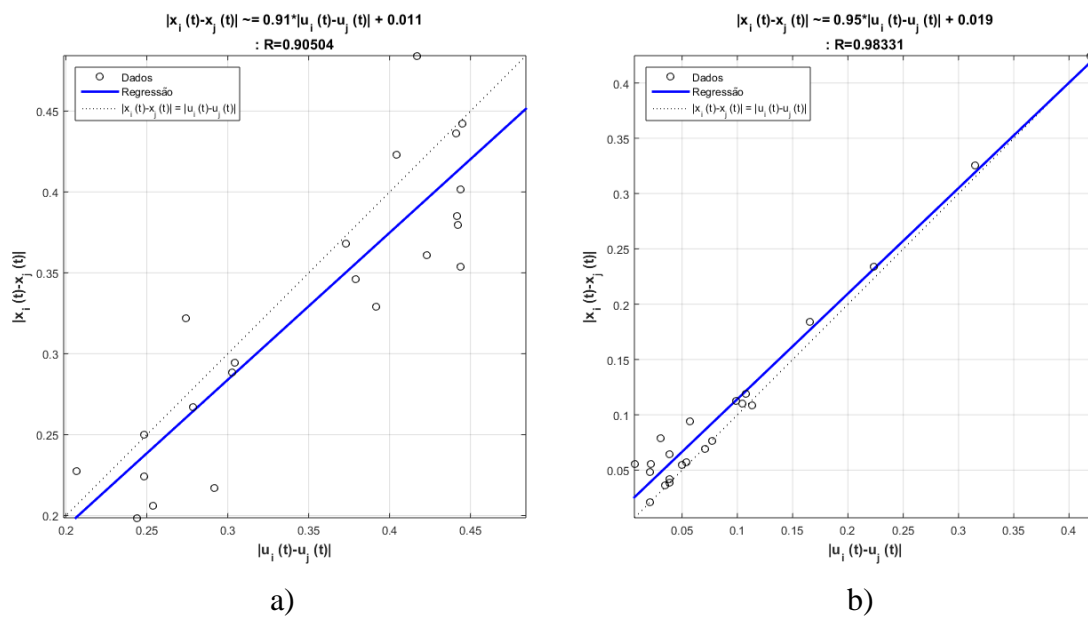 |x_i (t)-x_j (t)| ~= 0.91*|u_i (t)-u_j (t)| + 0.011
: R=0.90504
Dados
Regressão
|x_i (t)-x_j (t)| = |u_i (t)-u_j (t)|
|x_i (t)-x_j (t)|
0.45
0.4
0.35
0.3
0.25
0.2
0.2 0.25 0.3 0.35 0.4 0.45
|u_i (t)-u_j (t)|
a)
|x_i (t)-x_j (t)| ~= 0.95*|u_i (t)-u_j (t)| + 0.019
: R=0.98331
Dados
Regressão
|x_i (t)-x_j (t)| = |u_i (t)-u_j (t)|
|x_i (t)-x_j (t)|
0.4
0.35
0.3
0.25
0.2
0.15
0.1
0.05
0.05 0.1 0.15 0.2 0.25 0.3 0.35 0.4
|u_i (t)-u_j (t)|
b)